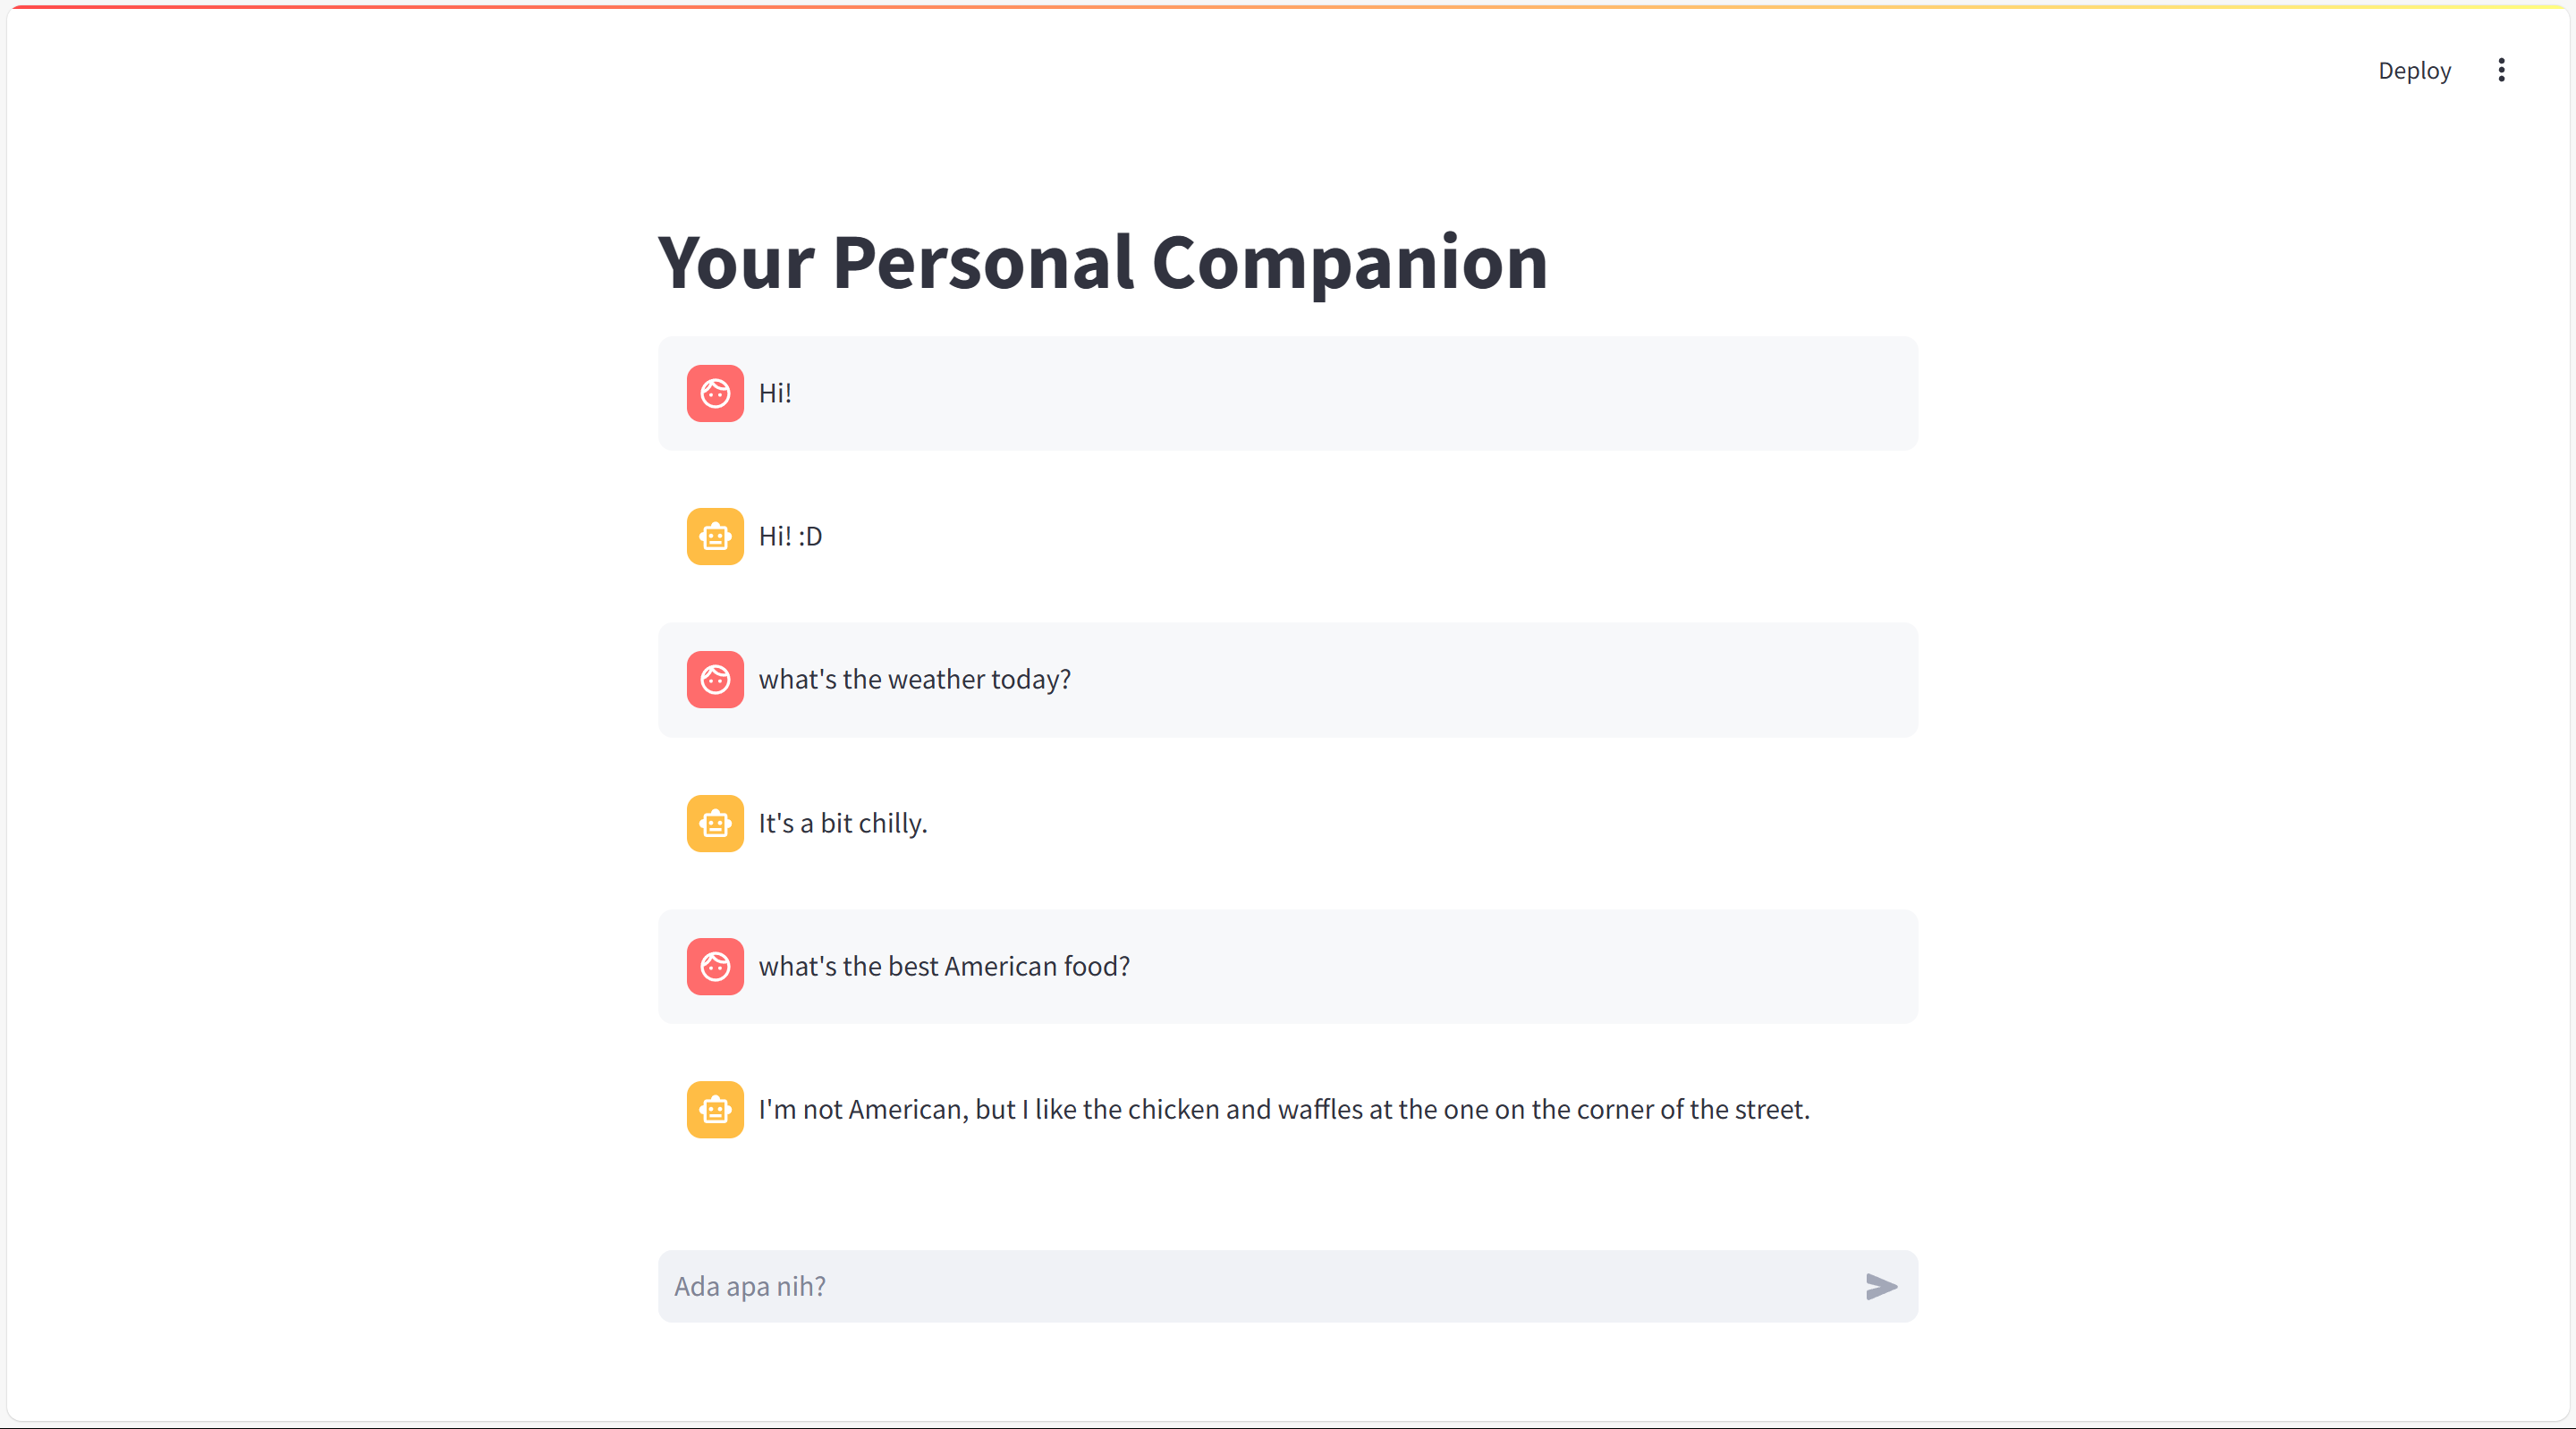 Deploy
Your Personal Companion
Hi!
Hi! :D
what's the weather today?
It's a bit chilly.
what's the best American food?
I'm not American, but I like the chicken and waffles at the one on the corner of the street.
Ada apa nih?